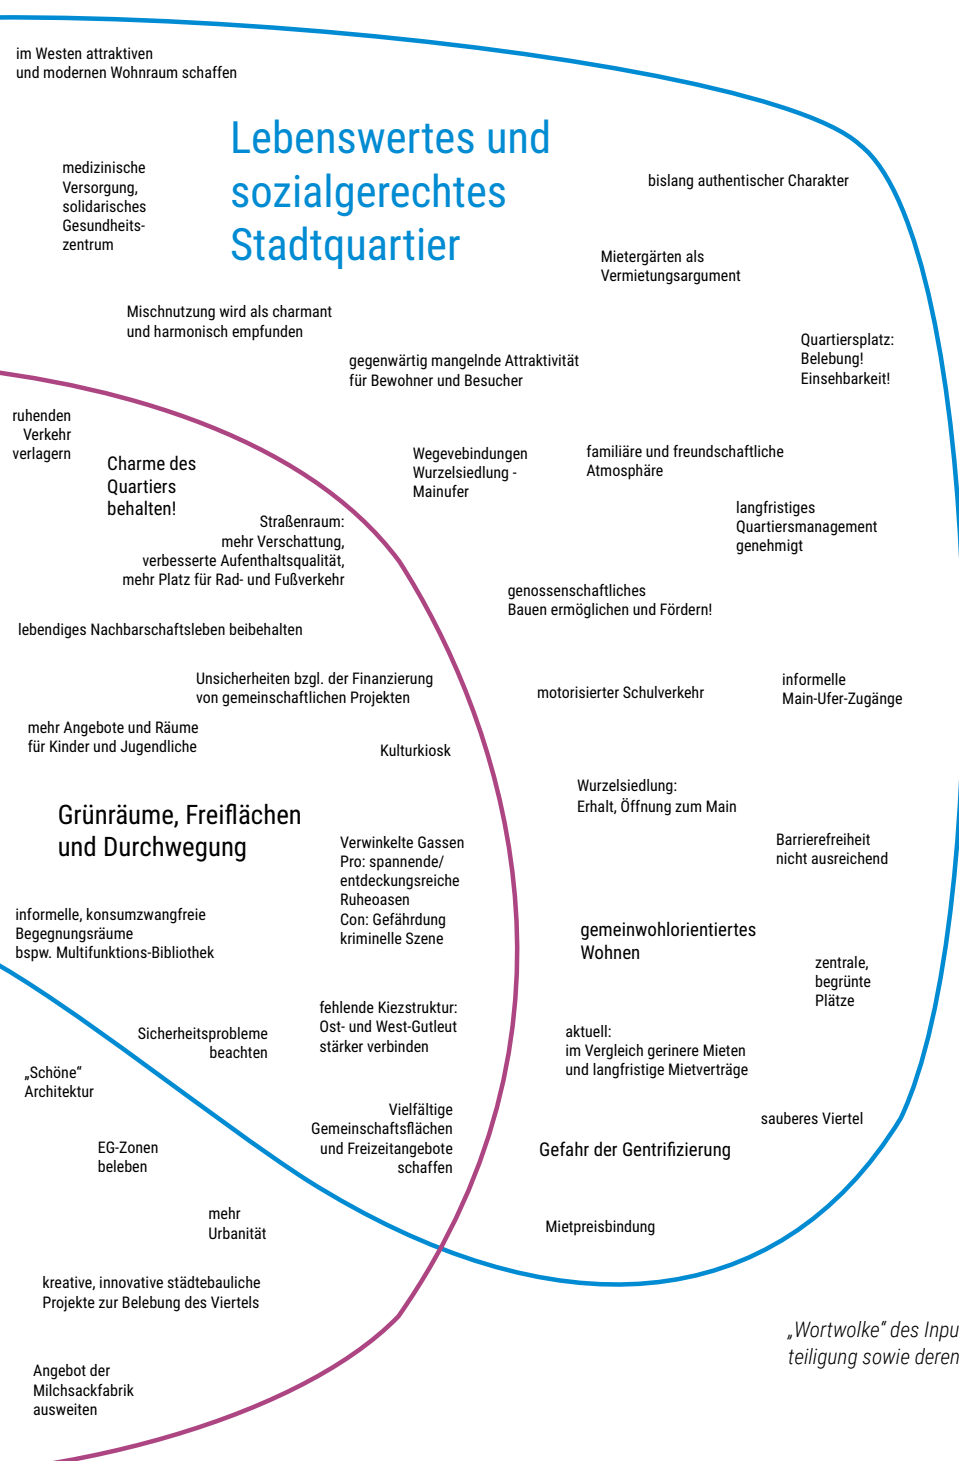 im Westen attraktiven
und modernen Wohnraum schaffen
Lebenswertes und
sozialgerechtes
Stadtquartier
medizinische
Versorgung,
solidarisches
Gesundheits-
zentrum
bislang authentischer Charakter
Mietergärten als
Vermietungsargument
Mischnutzung wird als charmant
und harmonisch empfunden
Quartiersplatz:
Belebung!
Einsehbarkeit!
gegenwärtig mangelnde Attraktivität
für Bewohner und Besucher
ruhenden
Verkehr
verlagern
Charme des
Quartiers
behalten!
Wegevebindungen
Wurzelsiedlung -
Mainufer
familiäre und freundschaftliche
Atmosphäre
langfristiges
Quartiersmanagement
genehmigt
Straßenraum:
mehr Verschattung,
verbesserte Aufenthaltsqualität,
mehr Platz für Rad- und Fußverkehr
genossenschaftliches
Bauen ermöglichen und Fördern!
lebendiges Nachbarschaftsleben beibehalten
Unsicherheiten bzgl. der Finanzierung
von gemeinschaftlichen Projekten
motorisierter Schulverkehr
informelle
Main-Ufer-Zugänge
mehr Angebote und Räume
für Kinder und Jugendliche
Kulturkiosk
Wurzelsiedlung:
Erhalt, Öffnung zum Main
Grünräume, Freiflächen
und Durchwegung
Verwinkelte Gassen
Pro: spannende/
entdeckungsreiche
Ruheoasen
Con: Gefährdung
kriminelle Szene
Barrierefreiheit
nicht ausreichend
informelle, konsumzwangfreie
Begegnungsräume
bspw. Multifunktions-Bibliothek
gemeinwohlorientiertes
Wohnen
zentrale,
begrünte
Plätze
fehlende Kiezstruktur:
Ost- und West-Gutleut
stärker verbinden
Sicherheitsprobleme
beachten
aktuell:
im Vergleich gerinere Mieten
und langfristige Mietverträge
„Schöne“
Architektur
Vielfältige
Gemeinschaftsflächen
und Freizeitangebote
schaffen
sauberes Viertel
EG-Zonen
beleben
Gefahr der Gentrifizierung
mehr
Urbanität
Mietpreisbindung
kreative, innovative städtebauliche
Projekte zur Belebung des Viertels
„Wortwolke“ des Inpu
teiligung sowie deren
Angebot der
Milchsackfabrik
ausweiten